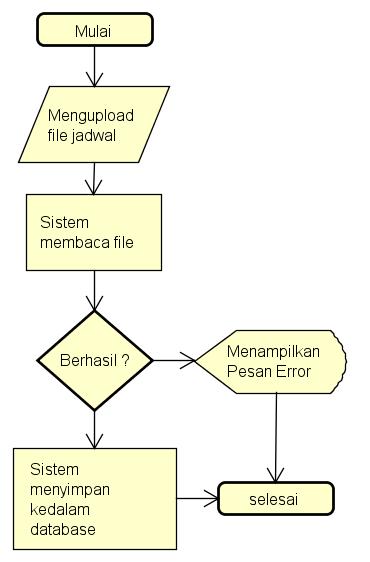 Mulai
Mengupload
file jadwal
Sistem
membaca file
Berhasil ?
Menampilkan
Pesan Error
Sistem
menyimpan
kedalam
database
selesai